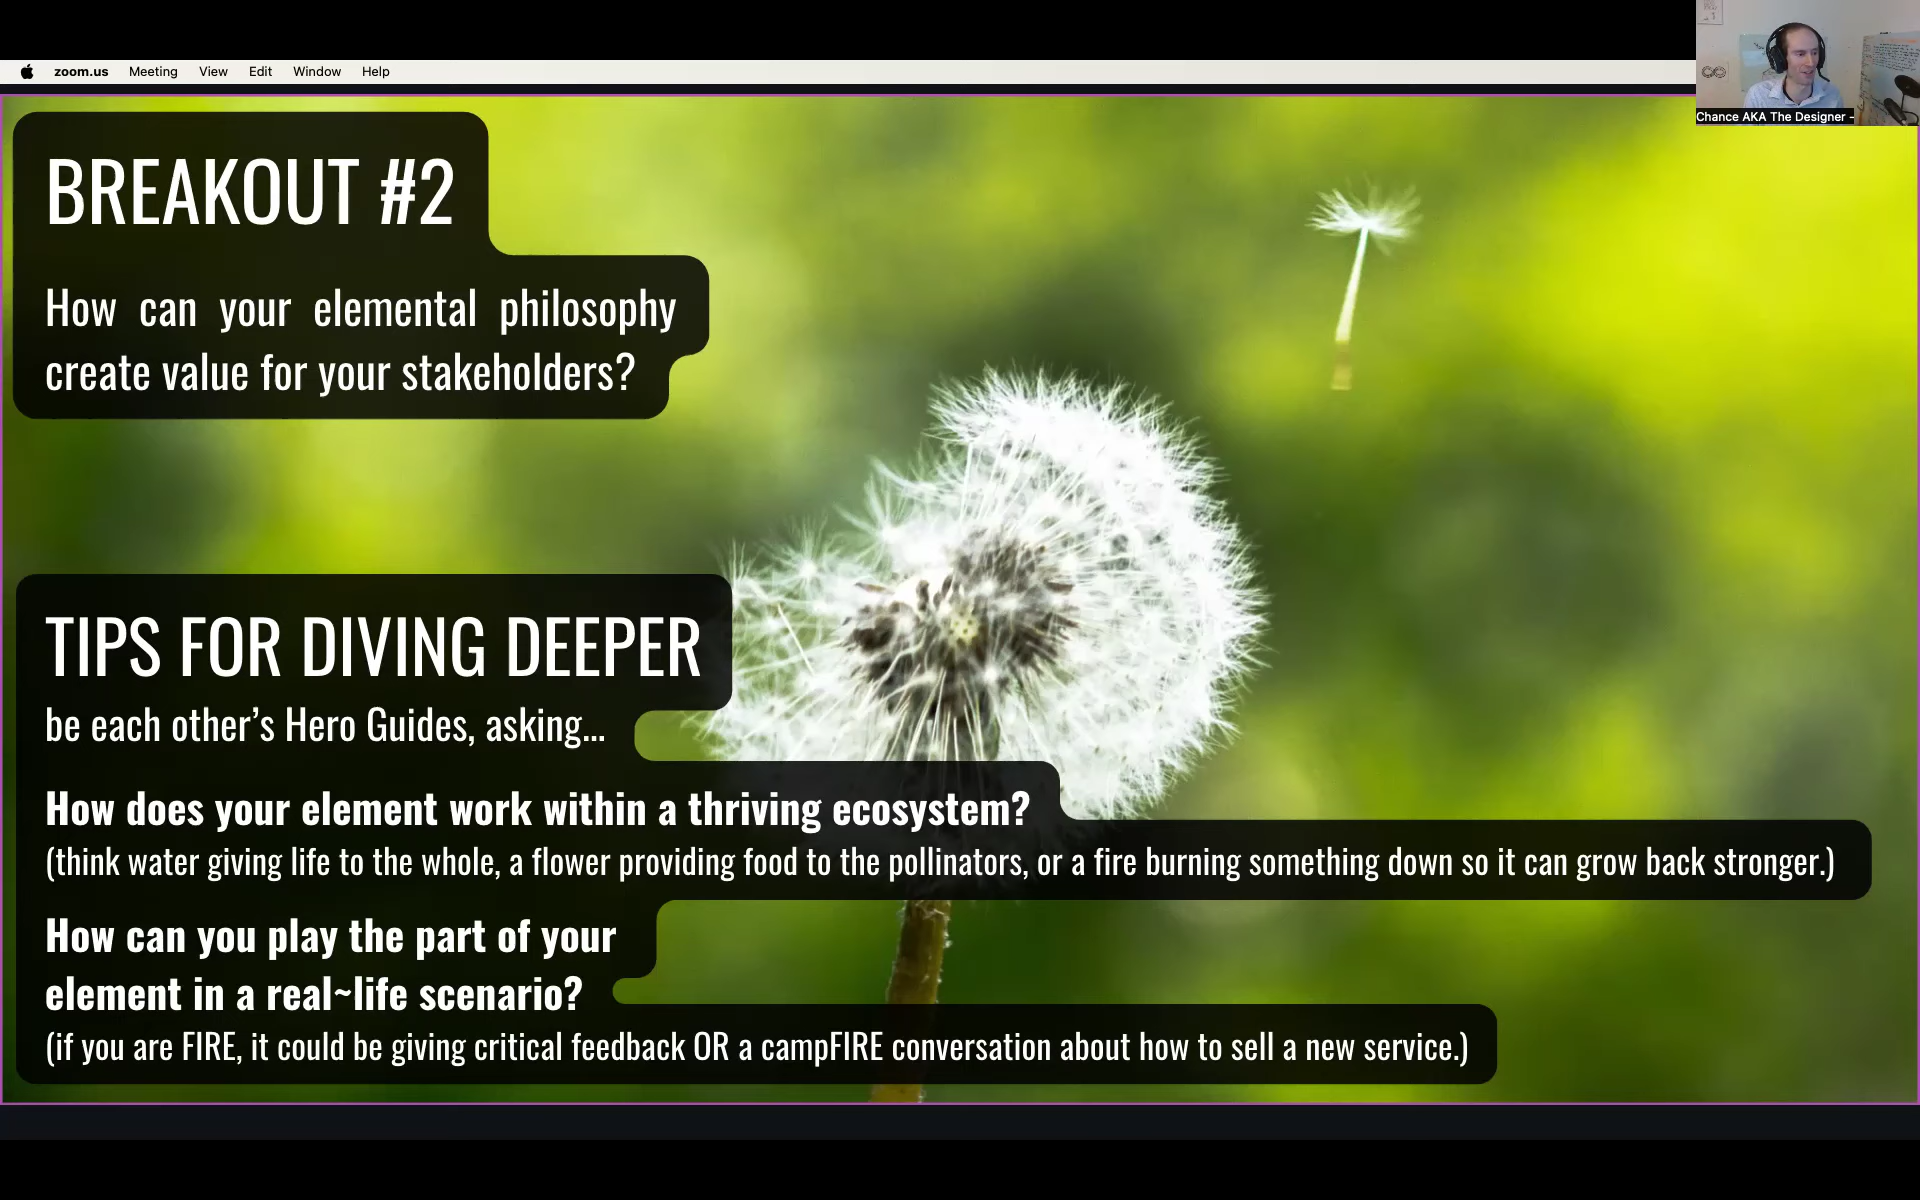 zoom.us Meeting View Edit Window Help
Chance AKA The Designer -
BREAKOUT #2
How can your elemental philosophy
create value for your stakeholders?
TIPS FOR DIVING DEEPER
be each other’s Hero Guides, asking...
How does your element work within a thriving ecosystem?
(think water giving life to the whole, a flower providing food to the pollinators, or a fire burning something down so it can grow back stronger.)
How can you play the part of your
element in a real~life scenario?
(if you are FIRE, it could be giving critical feedback OR a campFIRE conversation about how to sell a new service.)